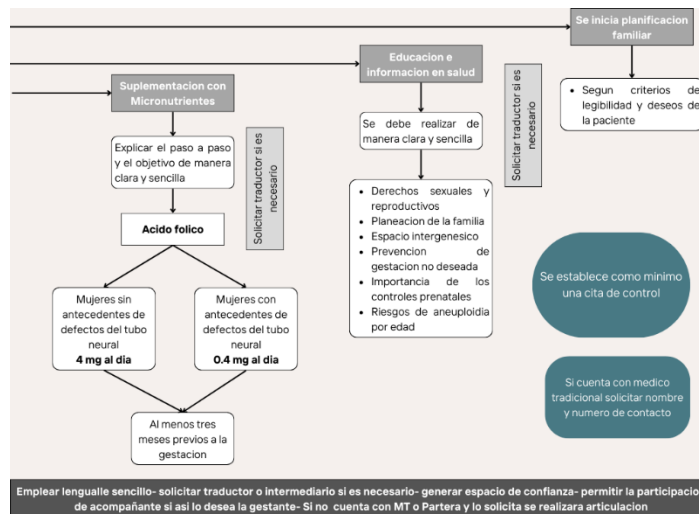 Se inicia planificacion
familiar
Segun criterios de
legibilidad y deseos de
la paciente
Educacion e
informacion en salud
Solicitar traductor si es
necesario
Se debe realizar de
manera clara y sencilla
Derechos sexuales y
reproductivos
Planeacion de la familia
Espacio intergenesico
Prevencion de
gestacion no deseada
Importancia de los
controles prenatales
Riesgos de aneuploidia
por edad
Suplementacion con
Micronutrientes
Solicitar traductor si es
necesario
Explicar el paso a paso
y el objetivo de manera
clara y sencilla
Acido folico
Mujeres sin
antecedentes de
defectos del tubo
neural
4 mg al dia
Mujeres con
antecedentes de
defectos del tubo
neural
0.4 mg al dia
Al menos tres
meses previos a la
gestacion
Se establece como minimo
una cita de control
Si cuenta con medico
tradicional solicitar nombre
y numero de contacto
Emplear lengualle sencillo- solicitar traductor o intermediario si es necesario- generar espacio de confianza- permitir la participacion
de acompañante si asi lo desea la gestante- Si no cuenta con MT o Partera y lo solicita se realizara articulacion